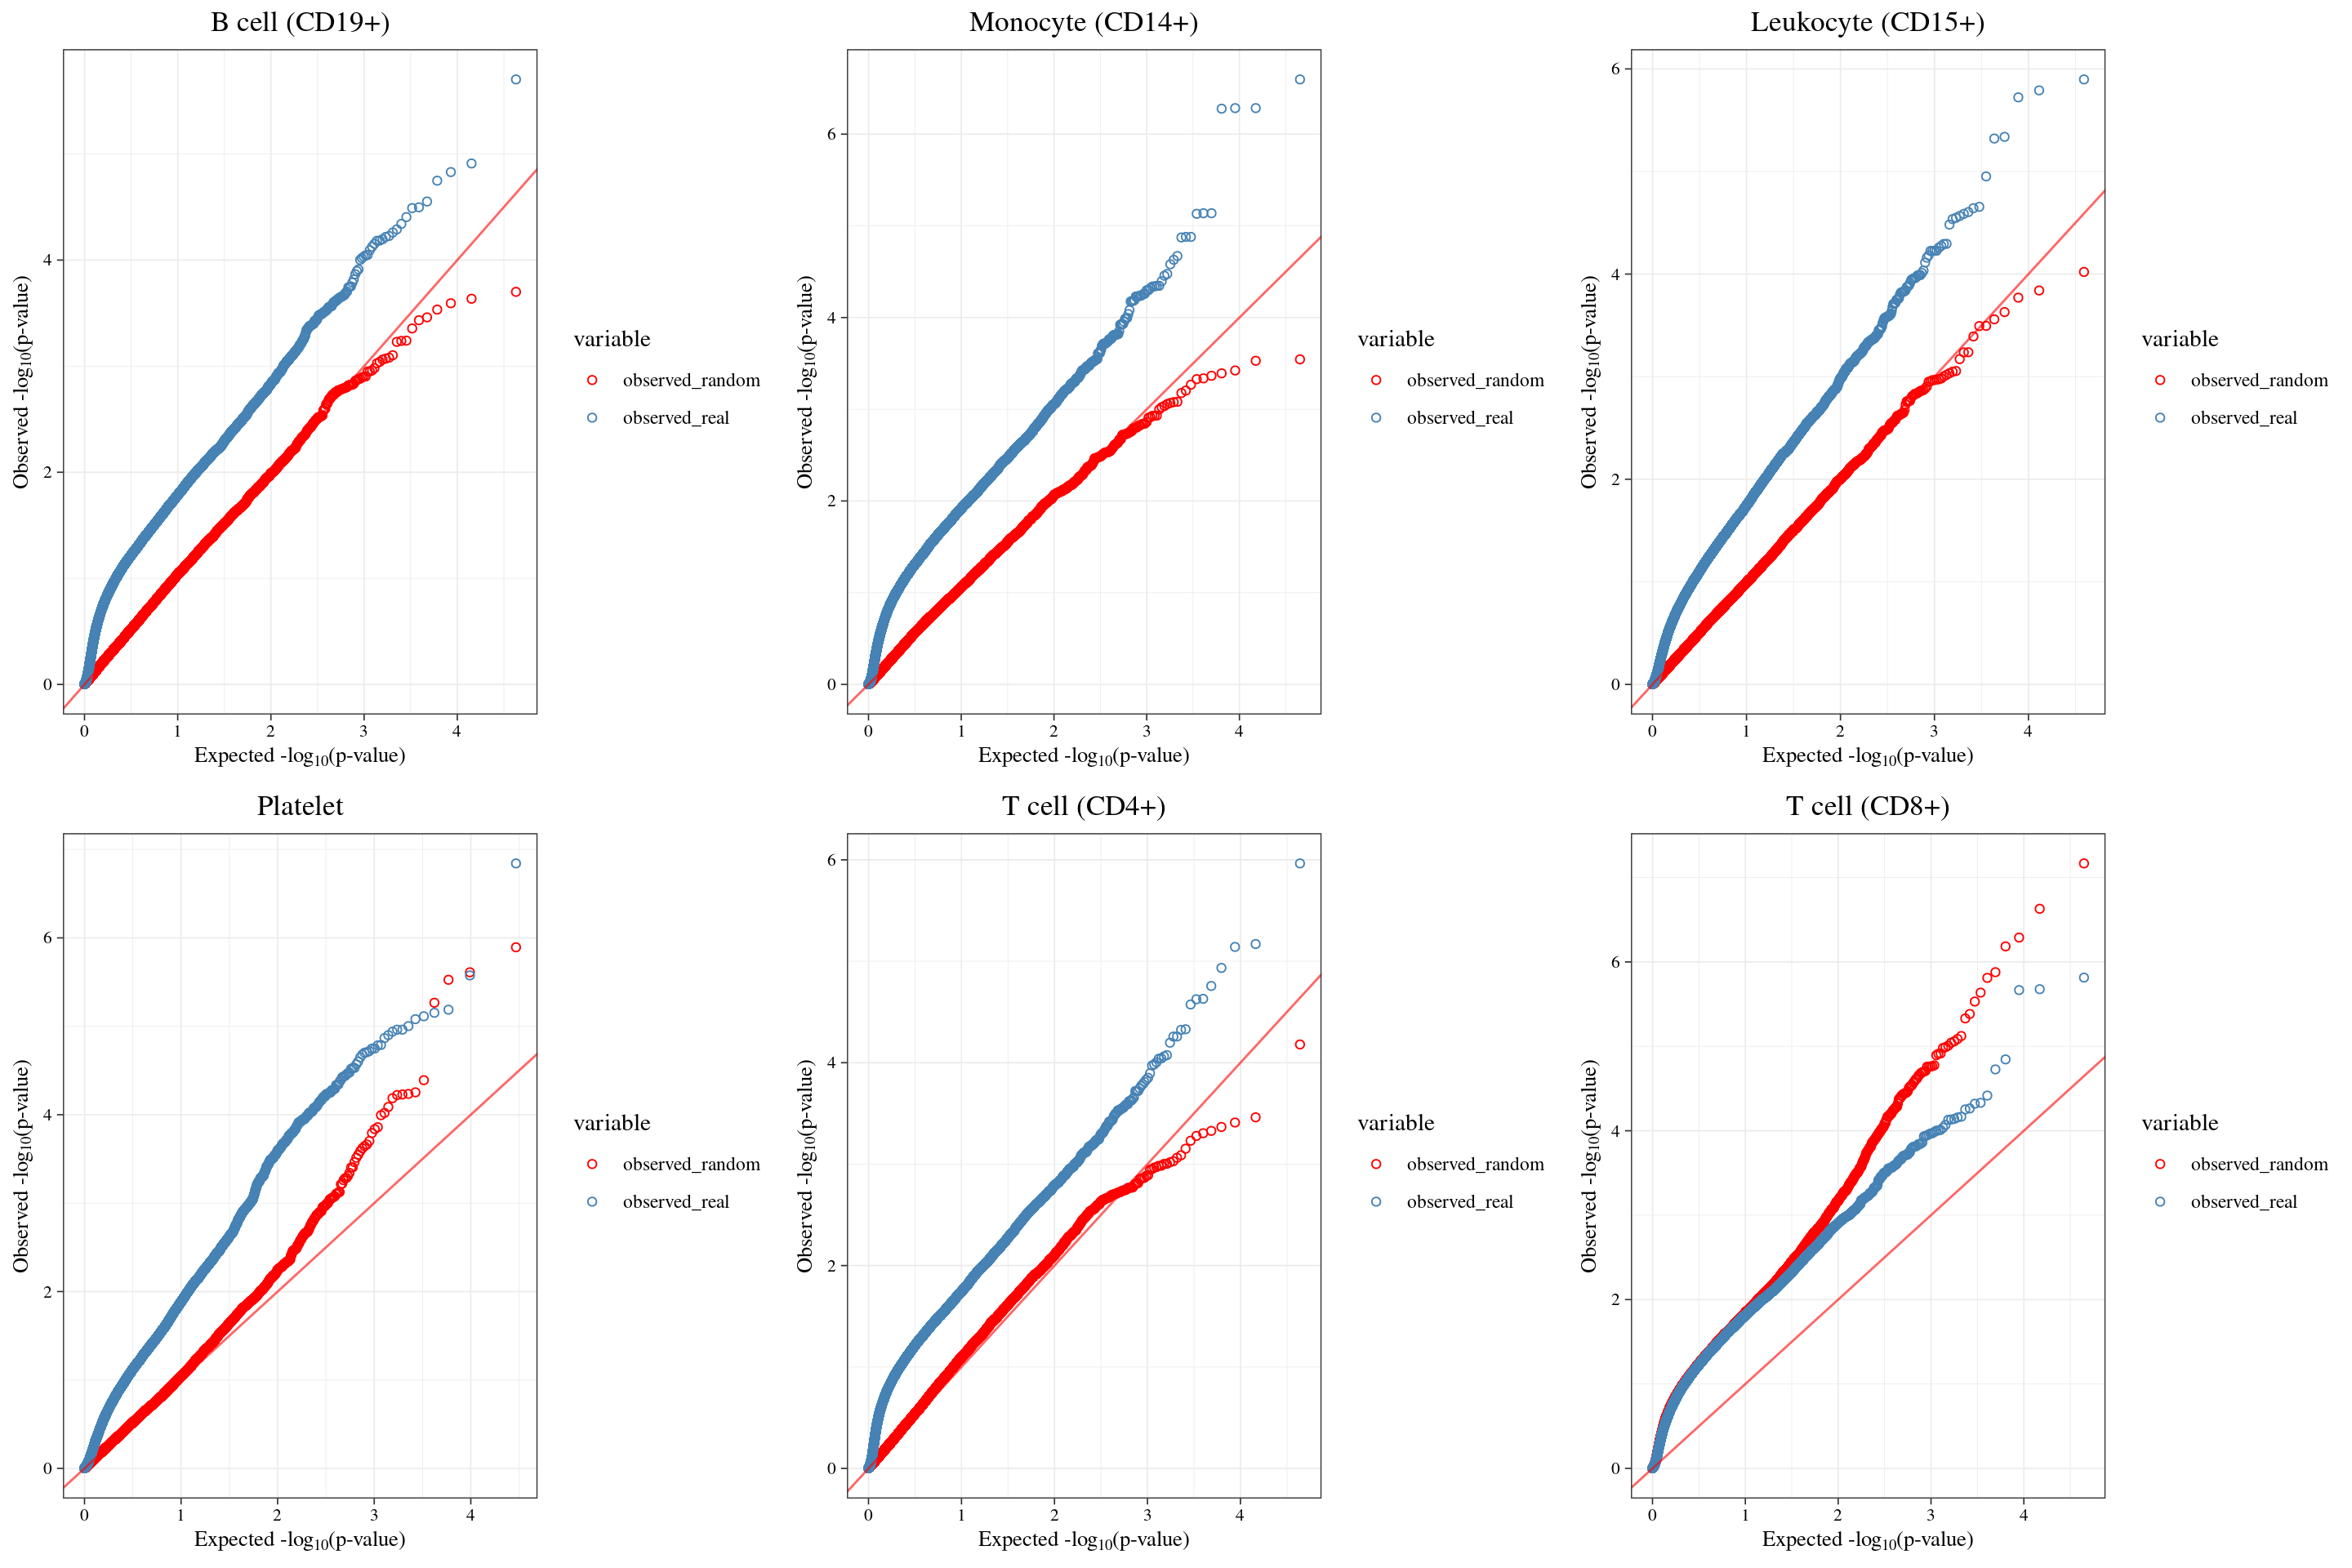 B cell (CD19+)
Observed -log10(p-value)
0
2
4
0 1 2 3 4
Expected -log10(p-value)
variable
observed_random
observed_real
Monocyte (CD14+)
Observed -log10(p-value)
0
2
4
6
0 1 2 3 4
Expected -log10(p-value)
variable
observed_random
observed_real
Leukocyte (CD15+)
Observed -log10(p-value)
0
2
4
6
0 1 2 3 4
Expected -log10(p-value)
variable
observed_random
observed_real
Platelet
Observed -log10(p-value)
0
2
4
6
0 1 2 3 4
Expected -log10(p-value)
variable
observed_random
observed_real
T cell (CD4+)
Observed -log10(p-value)
0
2
4
6
0 1 2 3 4
Expected -log10(p-value)
variable
observed_random
observed_real
T cell (CD8+)
Observed -log10(p-value)
0
2
4
6
0 1 2 3 4
Expected -log10(p-value)
variable
observed_random
observed_real